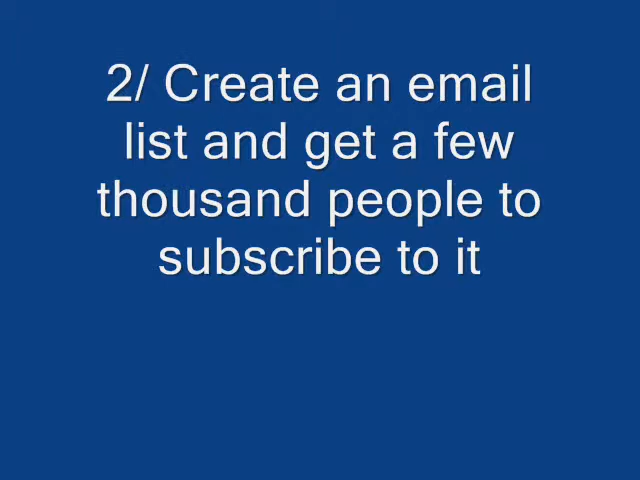 2/ Create an email
list and get a few
thousand people to
subscribe to it